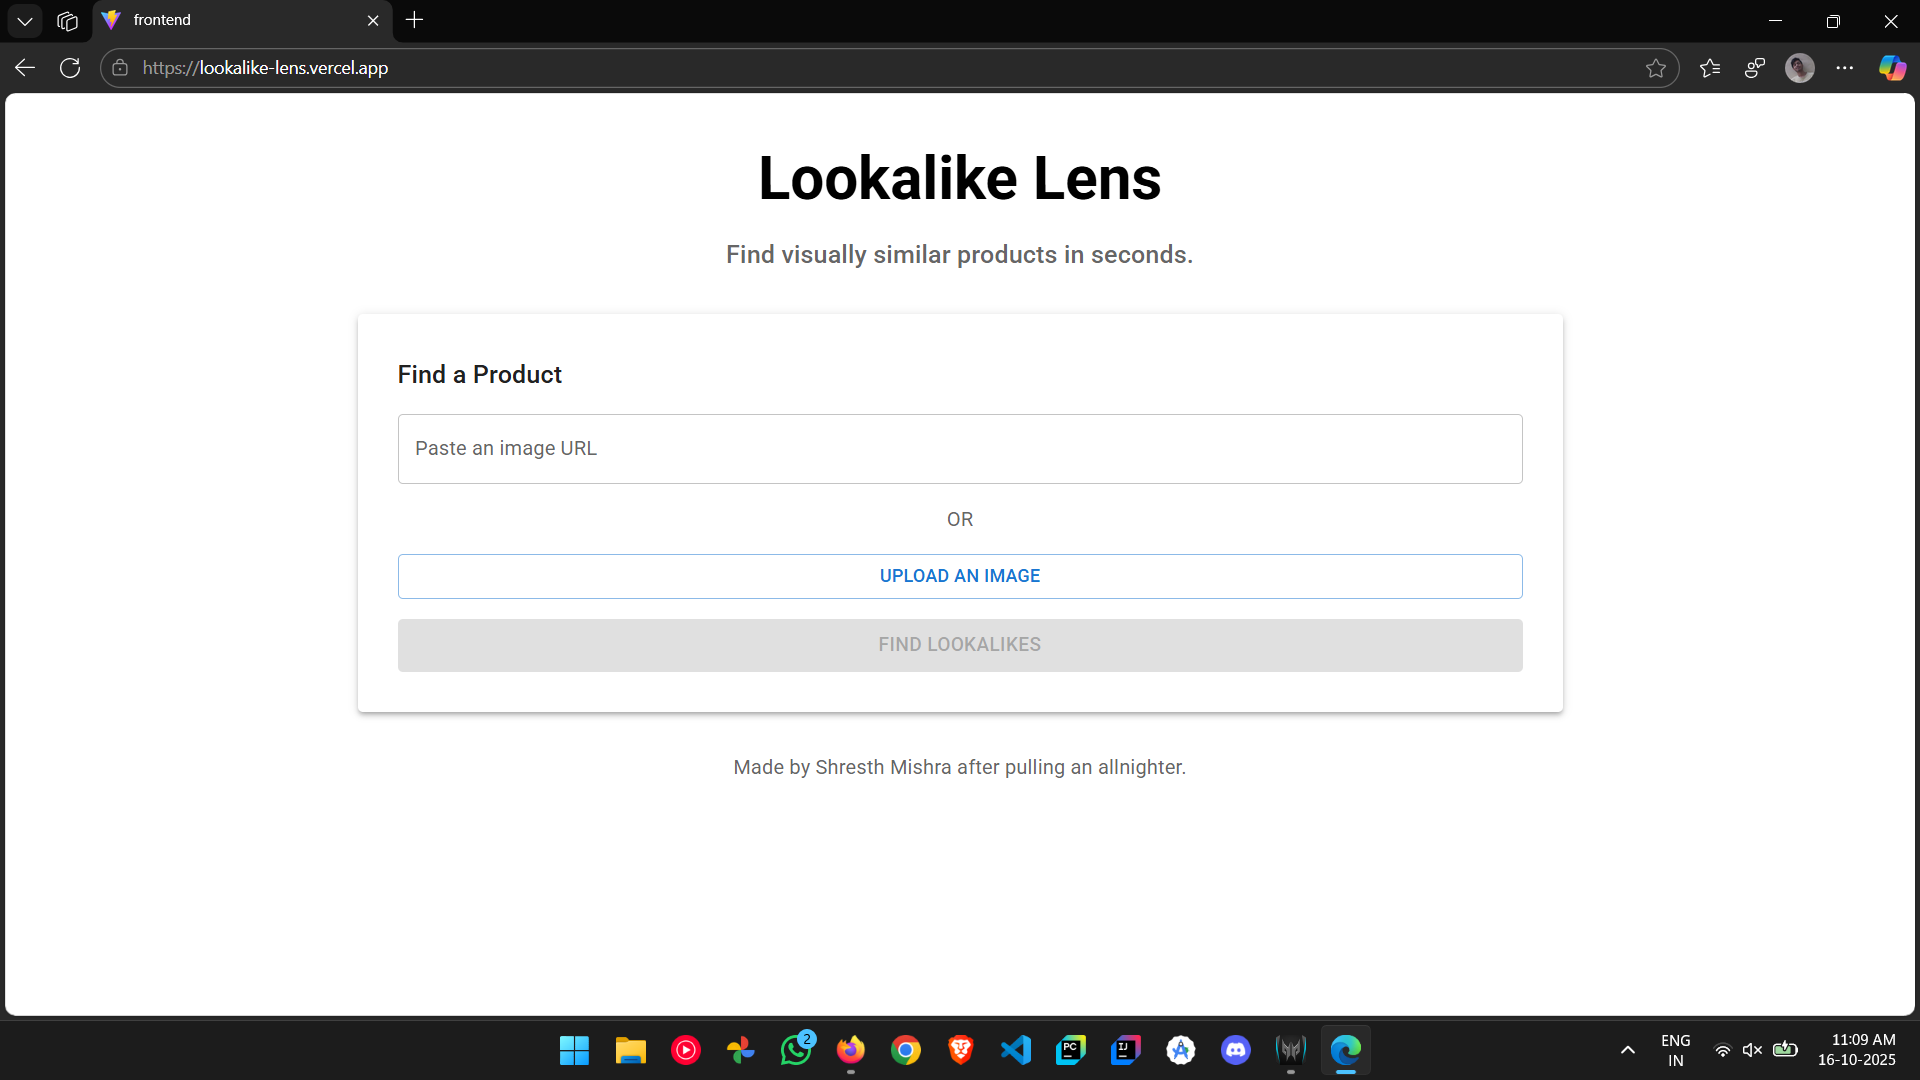 frontend
https://lookalike-lens.vercel.app
Lookalike Lens
Find visually similar products in seconds.
Find a Product
Paste an image URL
OR
UPLOAD AN IMAGE
FIND LOOKALIKES
Made by Shresth Mishra after pulling an allnighter.
2
PC
IJ
ENG
IN
11:09 AM
16-10-2025